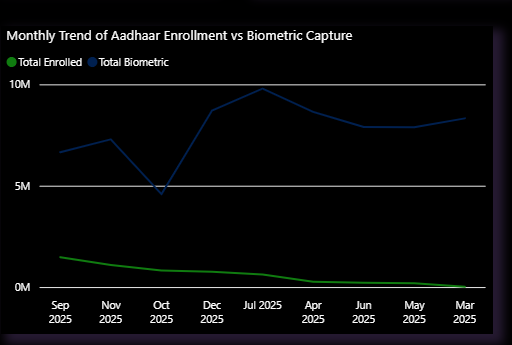 Monthly Trend of Aadhaar Enrollment vs Biometric Capture
Total Enrolled Total Biometric
10M
5M
0M
Sep 2025 Nov 2025 Oct 2025 Dec 2025 Jul 2025 Apr 2025 Jun 2025 May 2025 Mar 2025